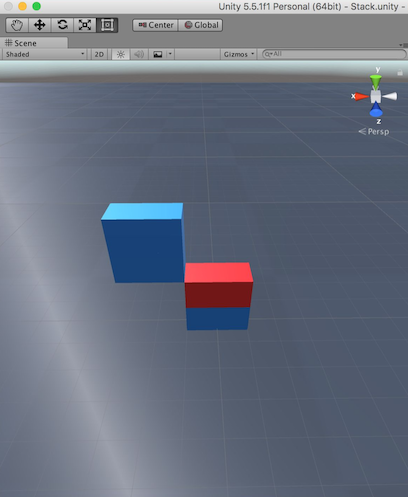 Unity 5.5.1f1 Personal (64bit) - Stack.unity -
Center Global
Scene
Shaded 2D Gizmos All
y
x
z
Persp